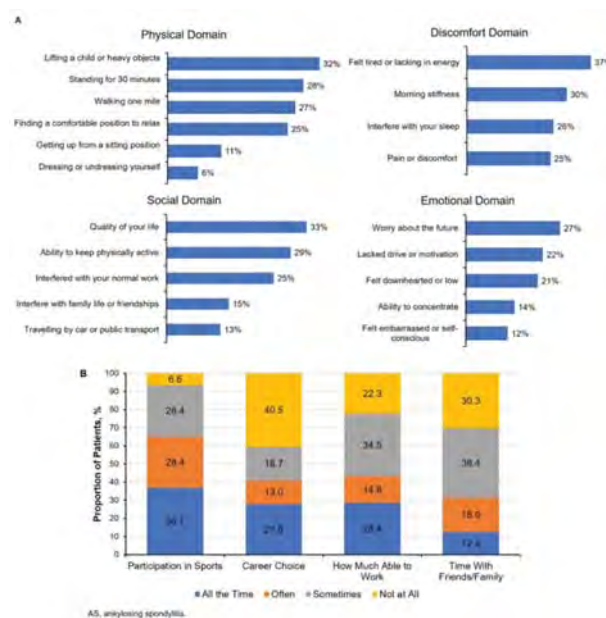 A
Physical Domain
Lifting a child or heavy objects 32%
Standing for 30 minutes 28%
Walking one mile 27%
Finding a comfortable position to relax 25%
Getting up from a sitting position 11%
Dressing or undressing yourself 6%
Discomfort Domain
Felt tired or lacking in energy 37%
Morning stiffness 30%
Interfere with your sleep 26%
Pain or discomfort 25%
Social Domain
Quality of your life 33%
Ability to keep physically active 29%
Interfered with your normal work 25%
Interfere with family life or friendships 15%
Travelling by car or public transport 13%
Emotional Domain
Worry about the future 27%
Lacked drive or motivation 22%
Felt downhearted or low 21%
Ability to concentrate 14%
Felt embarrassed or self-
conscious 12%
B
Proportion of Patients, %
100
90
80
70
60
50
40
30
20
10
0
6.6 40.5 22.3 30.3
28.4 18.7 34.5 38.4
28.4 13.0 14.8
Participation in Sports
Career Choice
How Much Able to
Work
Time With
Friends/Family
All the Time Often Sometimes Not at All
AS, ankylosing spondylitis.